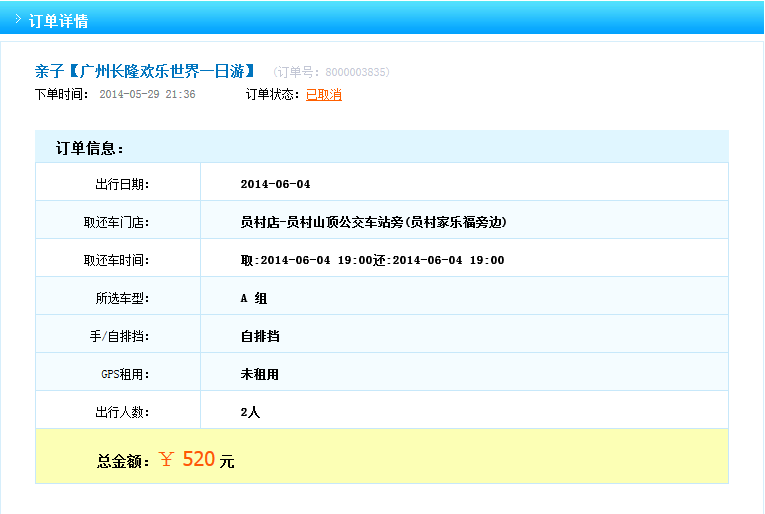 订单详情
亲子【广州长隆欢乐世界一日游】 (订单号: 8000003835)
下单时间: 2014-05-29 21:36 订单状态: 已取消
订单信息:
出行日期: 2014-06-04
取还车门店: 员村店-员村山顶公交车站旁(员村家乐福旁边)
取还车时间: 取:2014-06-04 19:00还:2014-06-04 19:00
所选车型: A 组
手/自排挡: 自排挡
GPS租用: 未租用
出行人数: 2人
总金额: ¥ 520 元